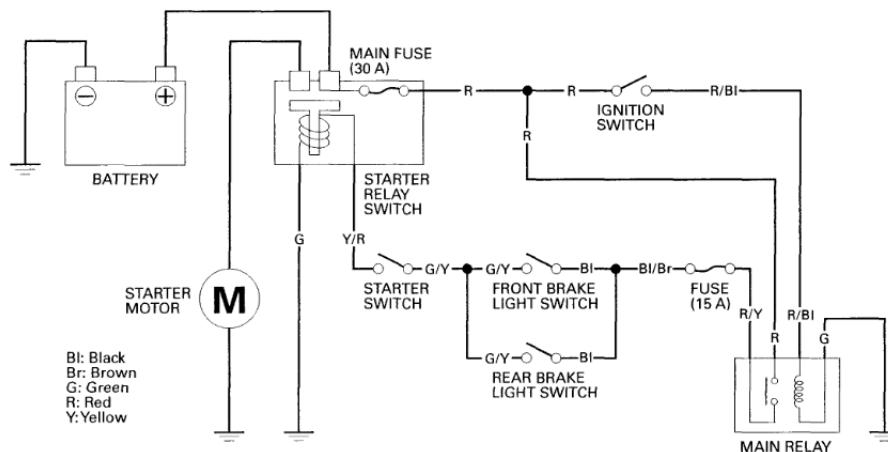 MAIN FUSE
(30 A)
R
R
R/Bl
IGNITION
SWITCH
R
BATTERY
STARTER
RELAY
SWITCH
G
Y/R
G/Y
G/Y
Bl
Bl/Br
STARTER
SWITCH
FRONT BRAKE
LIGHT SWITCH
FUSE
(15 A)
STARTER
MOTOR
M
R/Y
R
R/Bl
G
G/Y
Bl
REAR BRAKE
LIGHT SWITCH
Bl: Black
Br: Brown
G: Green
R: Red
Y: Yellow
MAIN RELAY